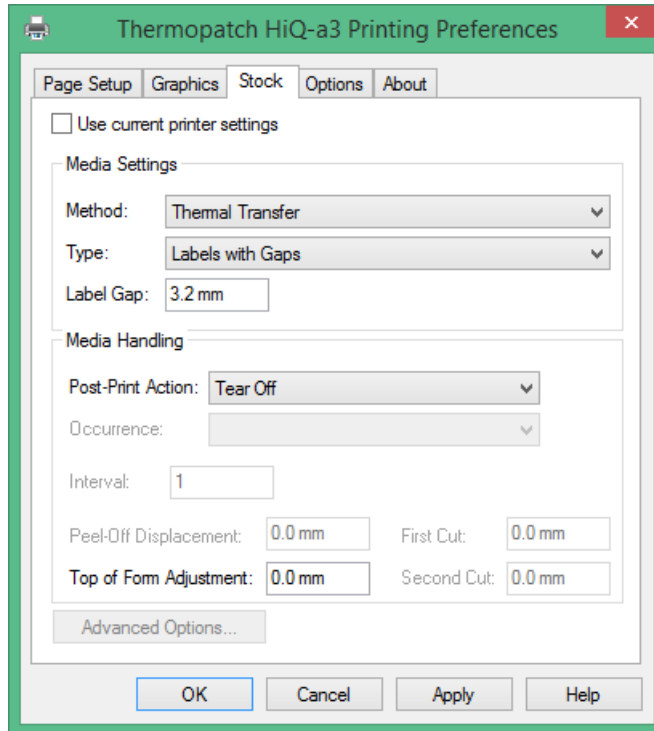 Thermopatch HiQ-a3 Printing Preferences
Page Setup Graphics Stock Options About
Use current printer settings
Media Settings
Method: Thermal Transfer
Type: Labels with Gaps
Label Gap: 3.2 mm
Media Handling
Post-Print Action: Tear Off
Occurrence:
Interval: 1
Peel-Off Displacement: 0.0 mm First Cut: 0.0 mm
Top of Form Adjustment: 0.0 mm Second Cut: 0.0 mm
Advanced Options...
OK Cancel Apply Help